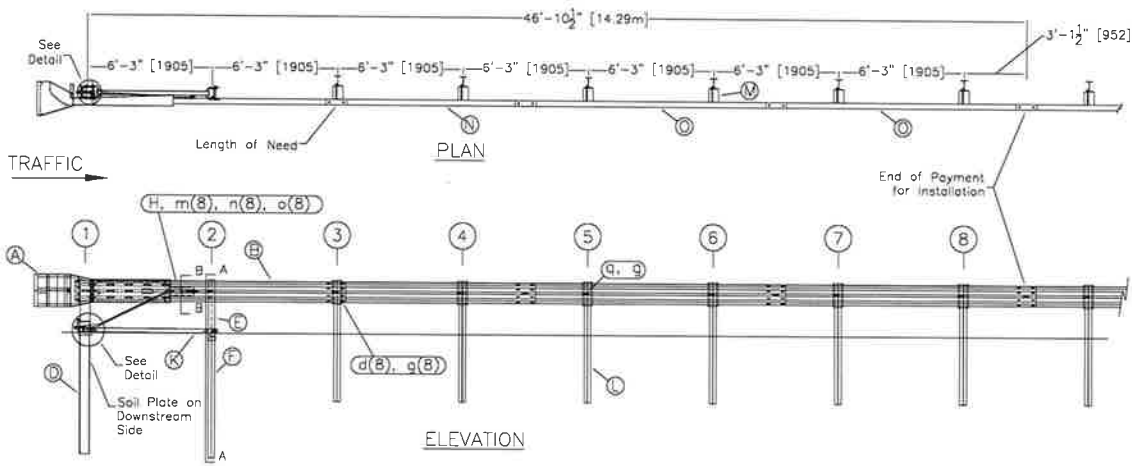 46'-10½" [14.29m]
3'-1½" [952]
See
Detail
6'-3" [1905]
6'-3" [1905]
6'-3" [1905]
6'-3" [1905]
6'-3" [1905]
6'-3" [1905]
6'-3" [1905]
M
N
O
O
Length of Need
PLAN
TRAFFIC
End of Payment
for Installation
H, m(8), n(8), o(8)
1
2
3
4
5
6
7
8
A
B
A
B
q, g
B
E
K
F
See
Detail
d(8), g(8)
D
L
Soil Plate on
Downstream
Side
A
ELEVATION